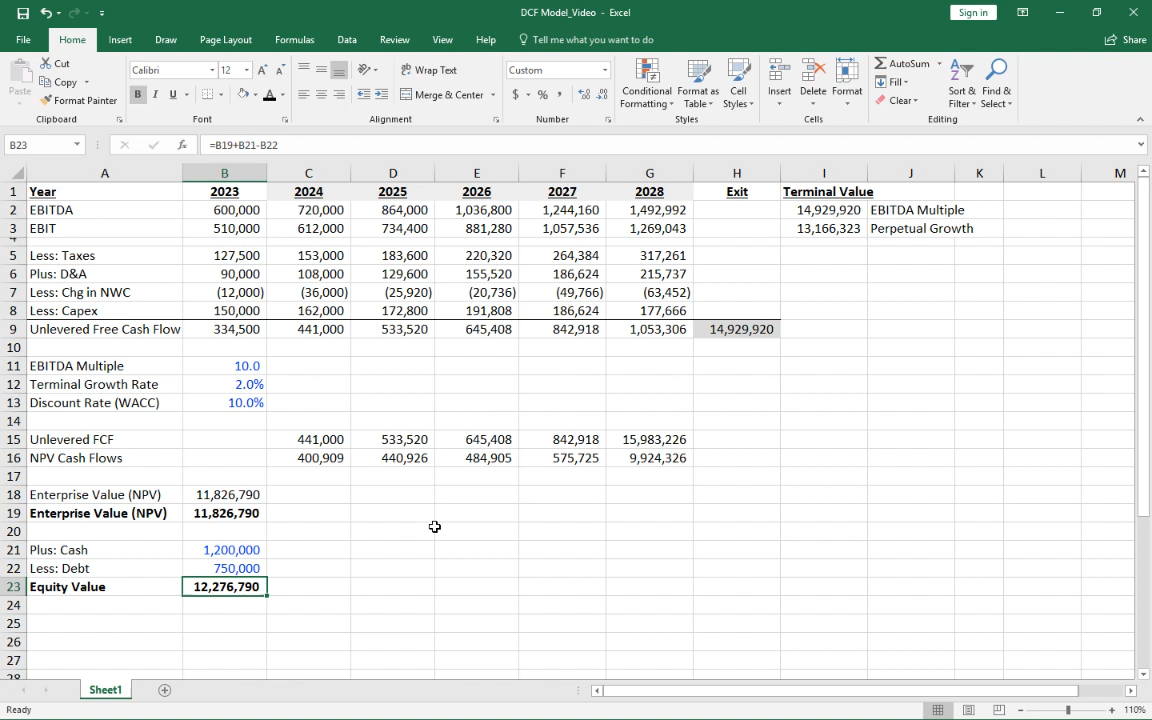 DCF Model_Video - Excel
Sign in
File Home Insert Draw Page Layout Formulas Data Review View Help Tell me what you want to do Share
Paste
Cut
Copy
Format Painter
Clipboard
Calibri 12
B I U
Font
Wrap Text
Merge & Center
Alignment
Custom
$ % ,
Number
Conditional Formatting
Format as Table
Cell Styles
Styles
Insert Delete Format
Cells
AutoSum
Fill
Clear
Sort & Filter
Find & Select
Editing
B23 fx =B19+B21-B22
A B C D E F G H I J K L M
1 Year 2023 2024 2025 2026 2027 2028 Exit Terminal Value
2 EBITDA 600,000 720,000 864,000 1,036,800 1,244,160 1,492,992 14,929,920 EBITDA Multiple
3 EBIT 510,000 612,000 734,400 881,280 1,057,536 1,269,043 13,166,323 Perpetual Growth
4
5 Less: Taxes 127,500 153,000 183,600 220,320 264,384 317,261
6 Plus: D&A 90,000 108,000 129,600 155,520 186,624 215,737
7 Less: Chg in NWC (12,000) (36,000) (25,920) (20,736) (49,766) (63,452)
8 Less: Capex 150,000 162,000 172,800 191,808 186,624 177,666
9 Unlevered Free Cash Flow 334,500 441,000 533,520 645,408 842,918 1,053,306 14,929,920
10
11 EBITDA Multiple 10.0
12 Terminal Growth Rate 2.0%
13 Discount Rate (WACC) 10.0%
14
15 Unlevered FCF 441,000 533,520 645,408 842,918 15,983,226
16 NPV Cash Flows 400,909 440,926 484,905 575,725 9,924,326
17
18 Enterprise Value (NPV) 11,826,790
19 Enterprise Value (NPV) 11,826,790
20
21 Plus: Cash 1,200,000
22 Less: Debt 750,000
23 Equity Value 12,276,790
24
25
26
27
28
Sheet1
Ready 110%